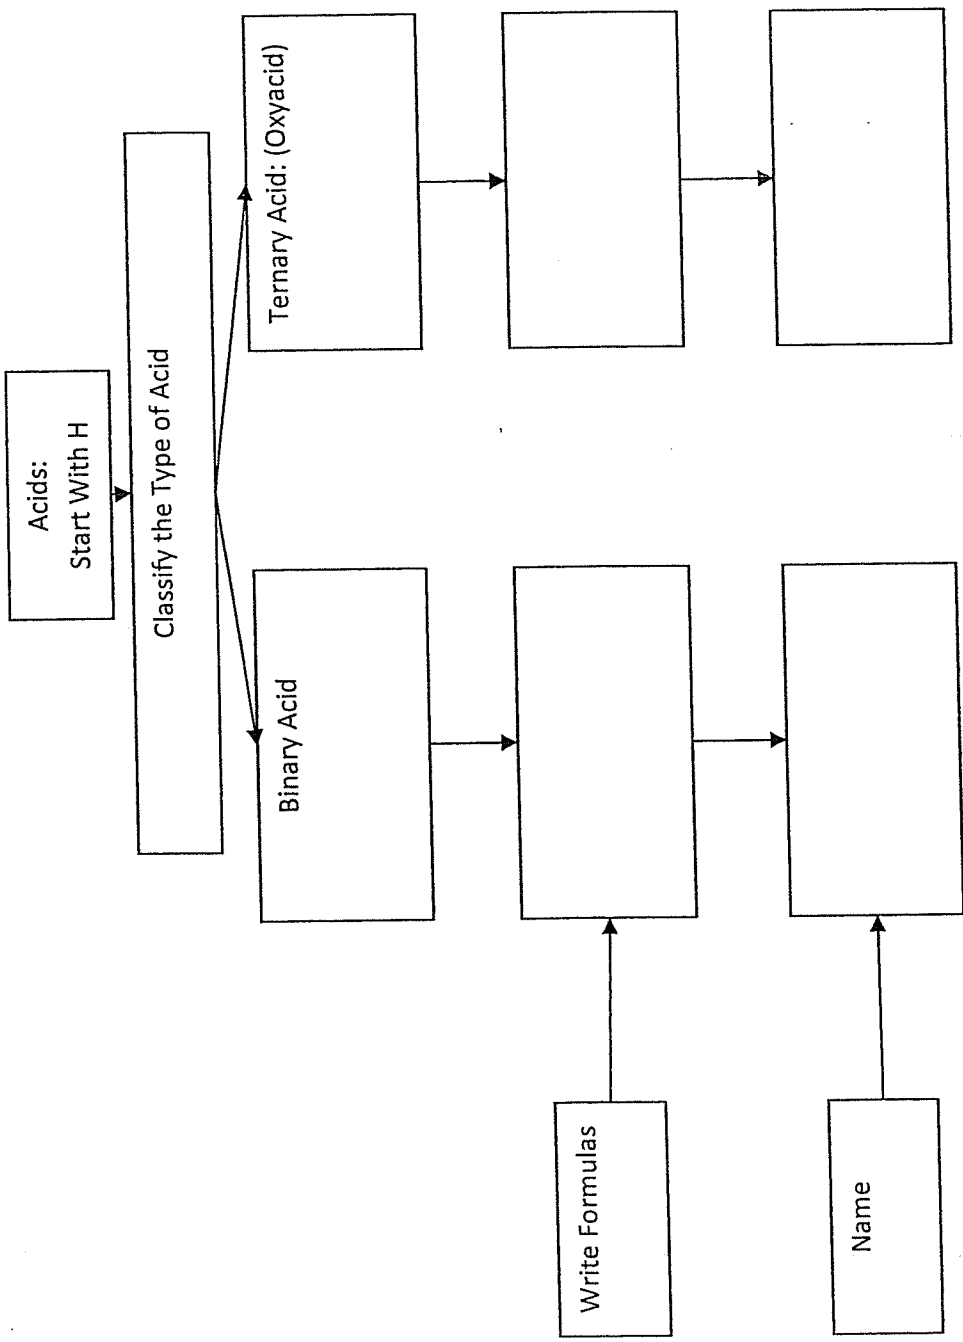 Acids:
Start With H
Classify the Type of Acid
Binary Acid
Ternary Acid: (Oxyacid)
Write Formulas
Name